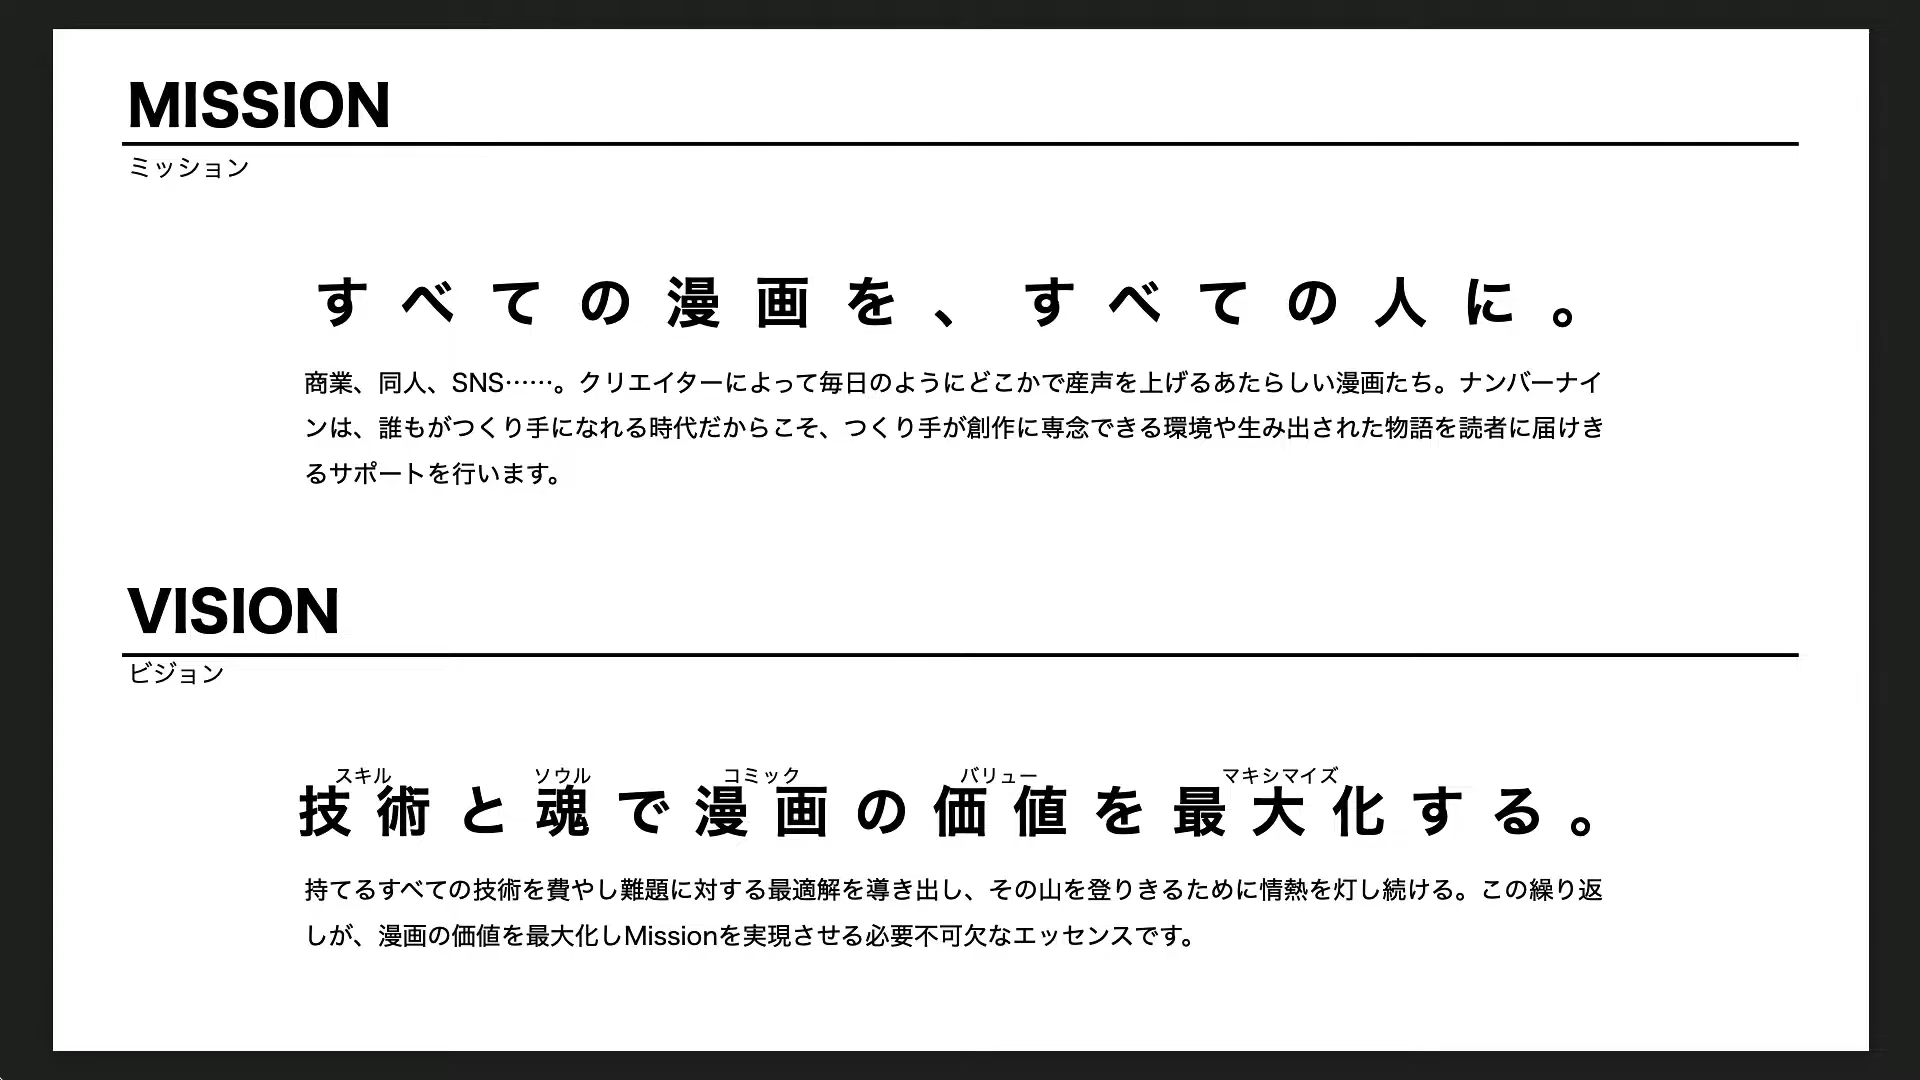 MISSION
ミッション
すべての漫画を、すべての人に。
商業、同人、SNS……。クリエイターによって毎日のようにどこかで産声を上げるあたらしい漫画たち。ナンバーナイ
ンは、誰もがつくり手になれる時代だからこそ、つくり手が創作に専念できる環境や生み出された物語を読者に届けき
るサポートを行います。
VISION
ビジョン
スキル ソウル コミック バリュー マキシマイズ
技術と魂で漫画の価値を最大化する。
持てるすべての技術を費やし難題に対する最適解を導き出し、その山を登りきるために情熱を灯し続ける。この繰り返
しが、漫画の価値を最大化しMissionを実現させる必要不可欠なエッセンスです。